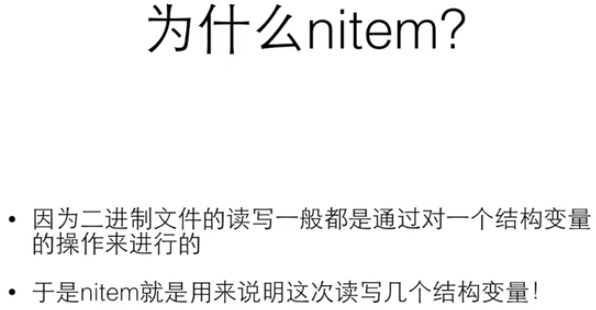 为什么nitem?
• 因为二进制文件的读写一般都是通过对一个结构变量
的操作来进行的
• 于是nitem就是用来说明这次读写几个结构变量！